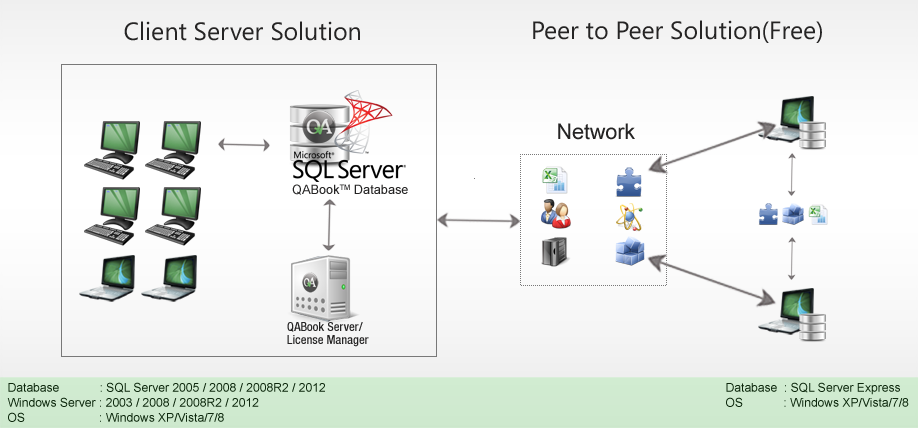 Client Server Solution
Peer to Peer Solution(Free)
QA
Microsoft®
SQL Server®
QABook™ Database
QA
QABook Server/
License Manager
Network
Database : SQL Server 2005 / 2008 / 2008R2 / 2012
Windows Server : 2003 / 2008 / 2008R2 / 2012
OS : Windows XP/Vista/7/8
Database : SQL Server Express
OS : Windows XP/Vista/7/8